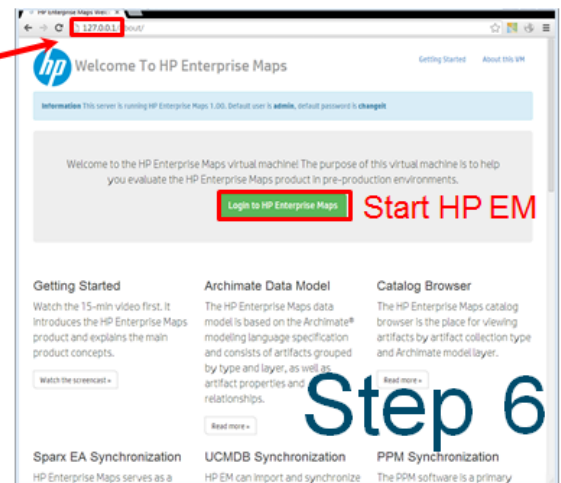 HP Enterprise Maps Welc
127.0.0.1/about/
hp
Welcome To HP Enterprise Maps
Getting Started
About this VM
Information This server is running HP Enterprise Maps 1.00. Default user is admin, default password is changeit
Welcome to the HP Enterprise Maps virtual machine! The purpose of this virtual machine is to help
you evaluate the HP Enterprise Maps product in pre-production environments.
Login to HP Enterprise Maps
Start HP EM
Getting Started
Watch the 15-min video first. It
introduces the HP Enterprise Maps
product and explains the main
product concepts.
Watch the screencast »
Archimate Data Model
The HP Enterprise Maps data
model is based on the Archimate®
modeling language specification
and consists of artifacts grouped
by type and layer, as well as
artifact properties and
relationships.
Read more »
Catalog Browser
The HP Enterprise Maps catalog
browser is the place for viewing
artifacts by artifact collection type
and Archimate model layer.
Read more »
Step 6
Sparx EA Synchronization
HP Enterprise Maps serves as a
UCMDB Synchronization
HP EM can import and synchronize
PPM Synchronization
The PPM software is a primary